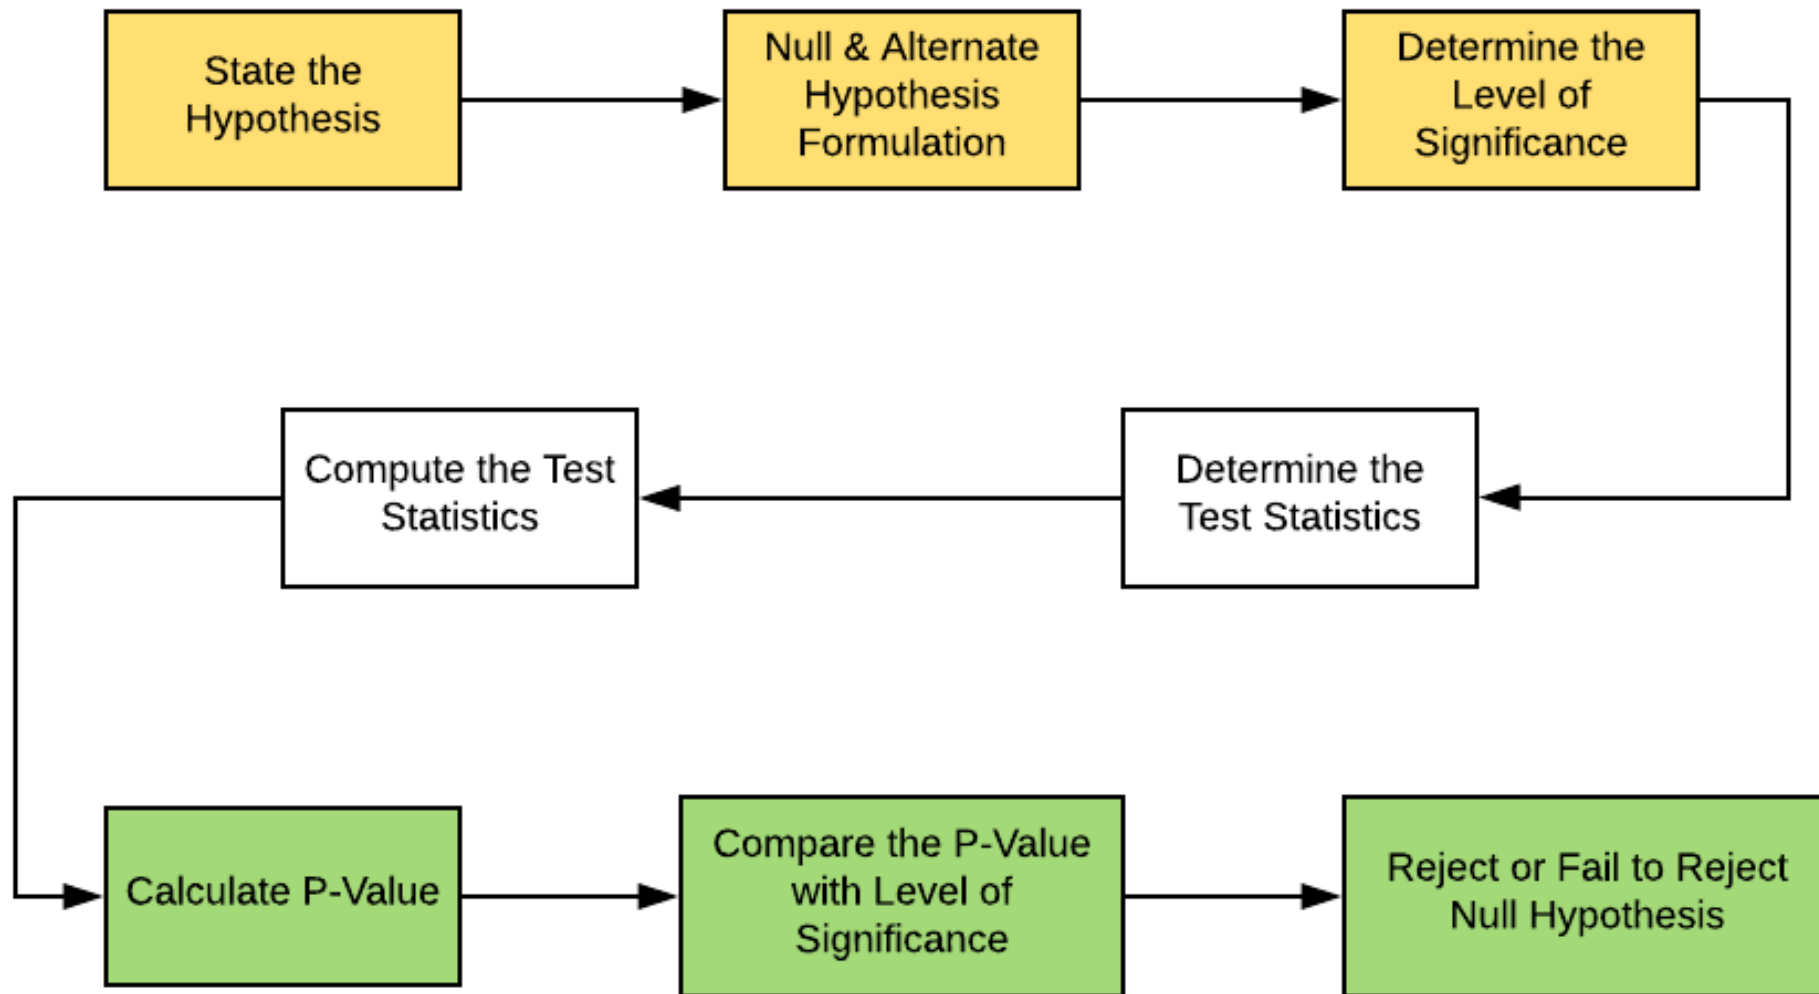 State the
Hypothesis
Null & Alternate
Hypothesis
Formulation
Determine the
Level of
Significance
Determine the
Test Statistics
Compute the Test
Statistics
Calculate P-Value
Compare the P-Value
with Level of
Significance
Reject or Fail to Reject
Null Hypothesis